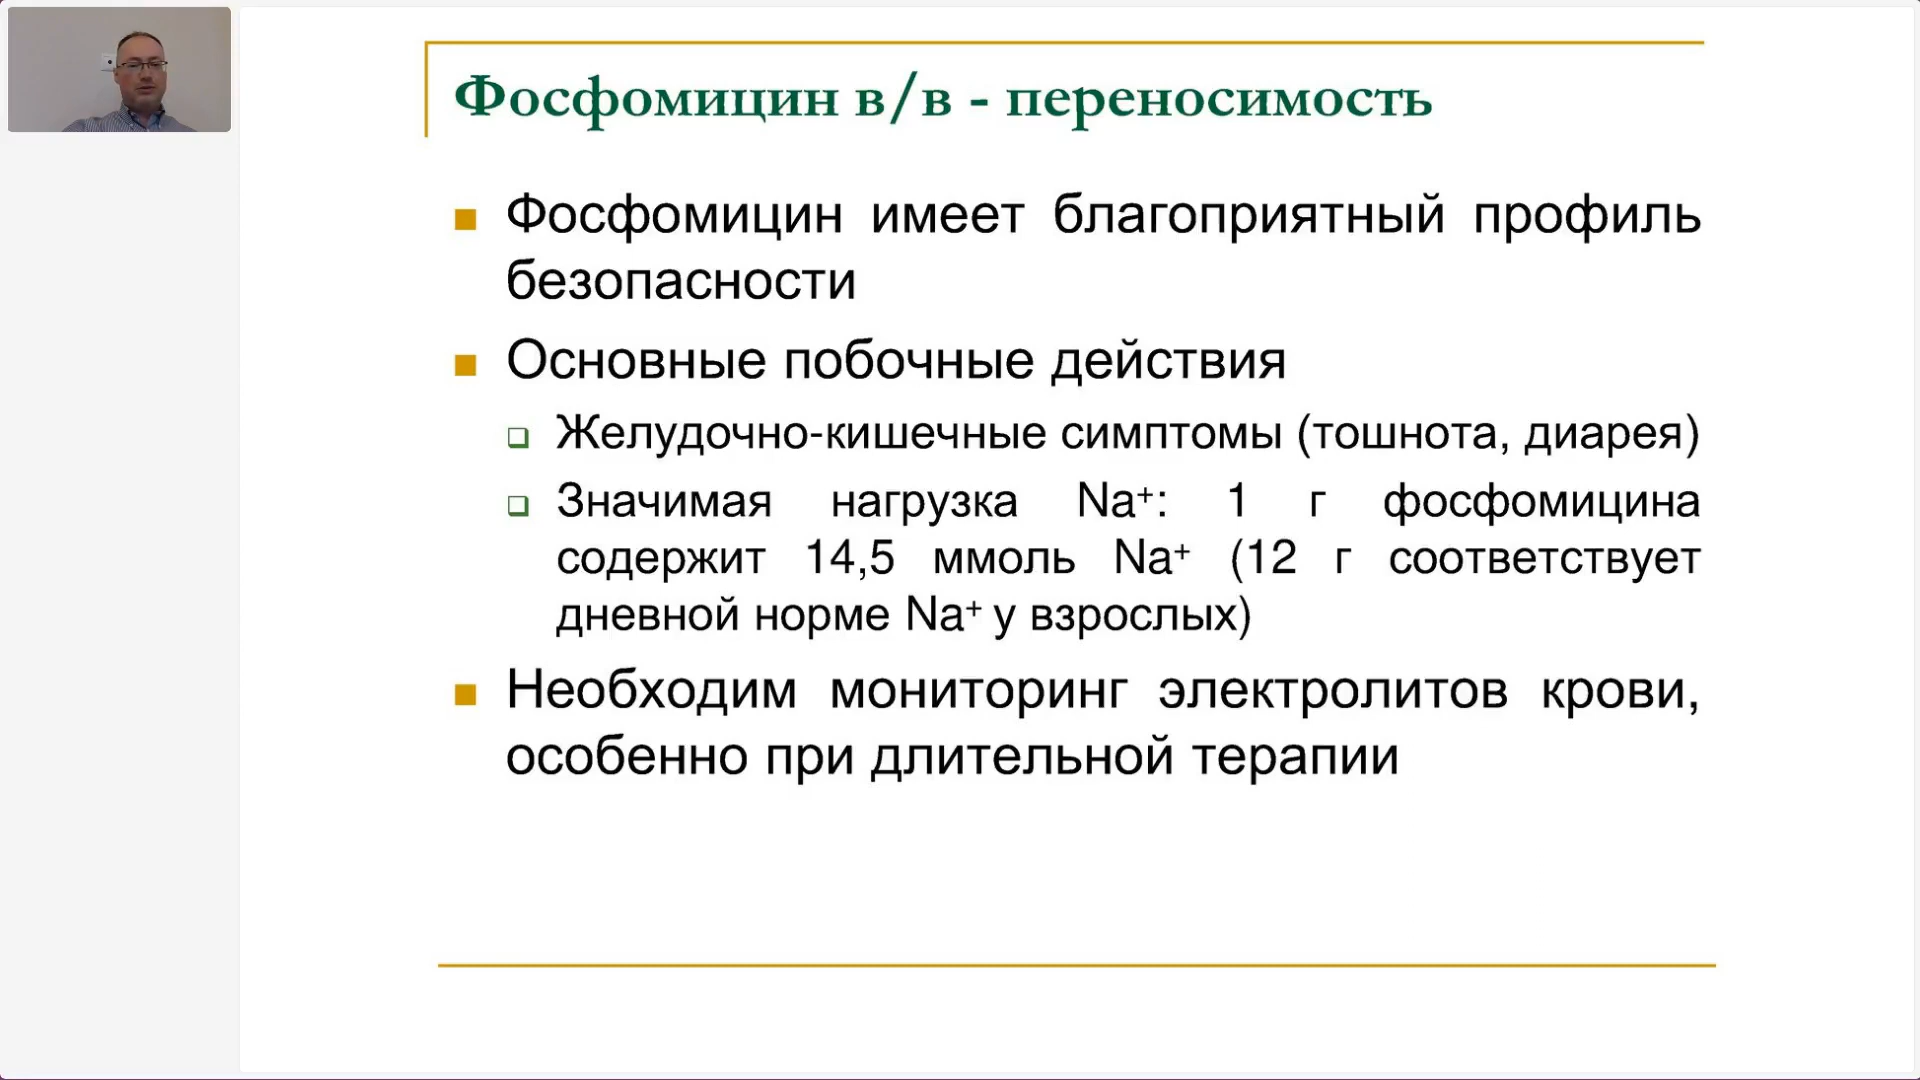 Фосфомицин в/в - переносимость
Фосфомицин имеет благоприятный профиль
безопасности
Основные побочные действия
Желудочно-кишечные симптомы (тошнота, диарея)
Значимая нагрузка Na⁺: 1 г фосфомицина
содержит 14,5 ммоль Na⁺ (12 г соответствует
дневной норме Na⁺ у взрослых)
Необходим мониторинг электролитов крови,
особенно при длительной терапии